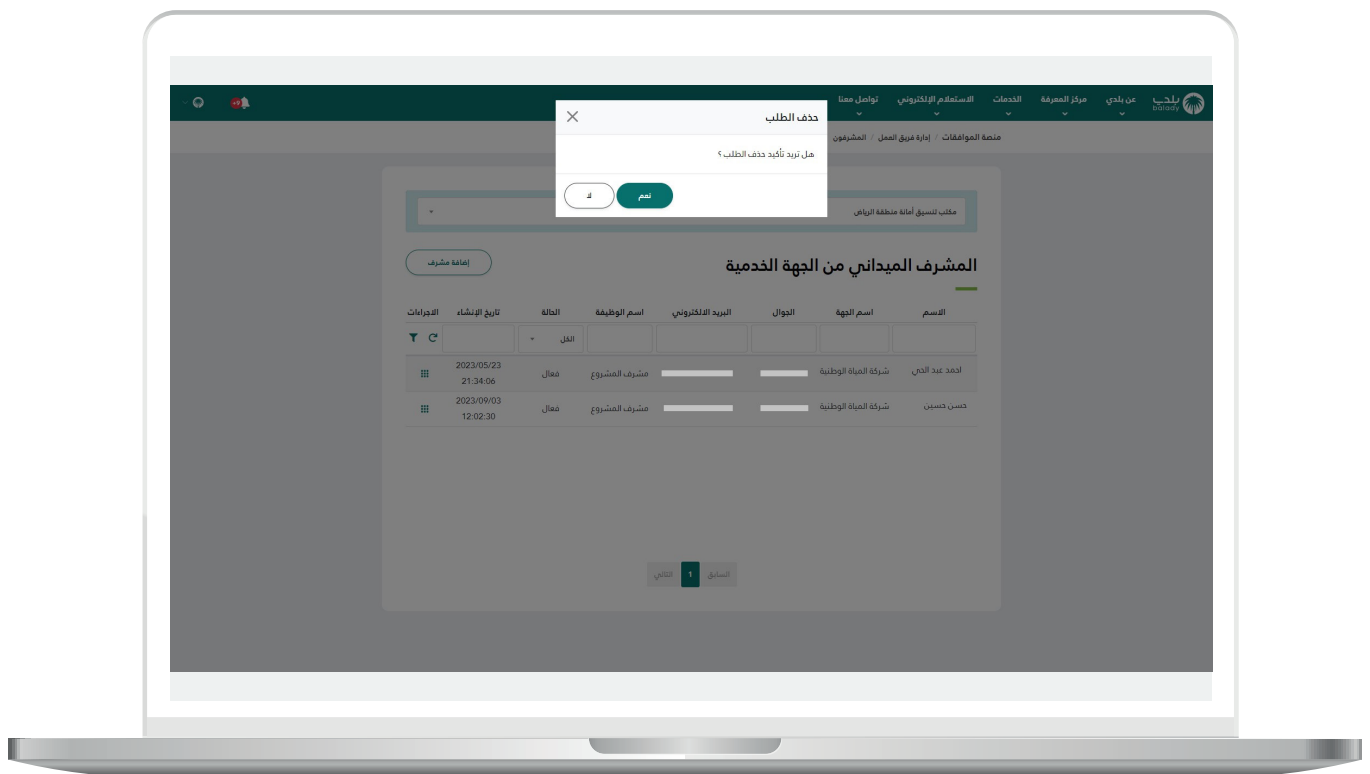 بلدي
balady
عن بلدي
مركز المعرفة
الخدمات
الاستعلام الإلكتروني
تواصل معنا
+9
منصة الموافقات / إدارة فريق العمل / المشرفون
حذف الطلب
هل تريد تأكيد حذف الطلب ؟
نعم
لا
مكتب تنسيق أمانة منطقة الرياض
المشرف الميداني من الجهة الخدمية
إضافة مشرف
الاسم اسم الجهة الجوال البريد الالكتروني اسم الوظيفة الحالة تاريخ الإنشاء الاجراءات
الكل
احمد عبد الحي شركة المياة الوطنية مشرف المشروع فعال 2023/05/23
21:34:06
حسن حسين شركة المياة الوطنية مشرف المشروع فعال 2023/09/03
12:02:30
السابق 1 التالي